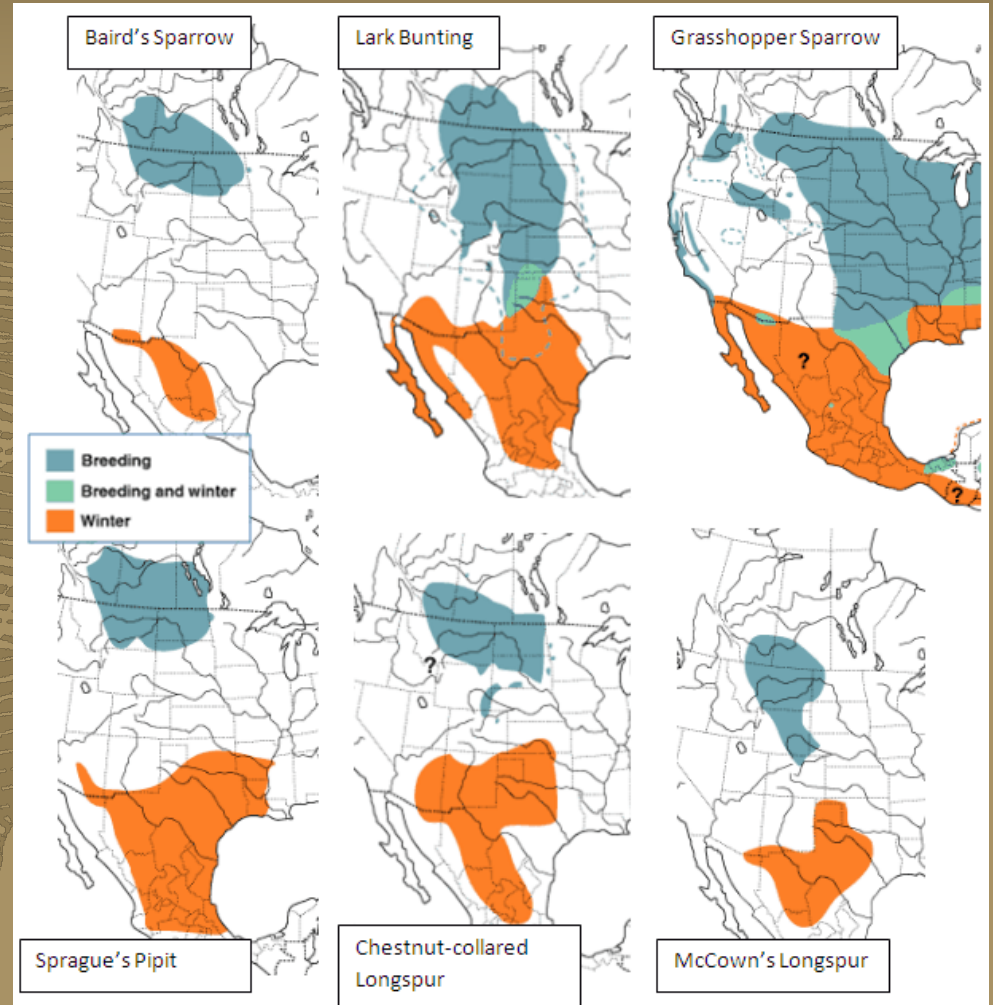 Baird's Sparrow
Lark Bunting
Grasshopper Sparrow
?
?
Breeding
Breeding and winter
Winter
?
Sprague's Pipit
Chestnut-collared
Longspur
McCown's Longspur